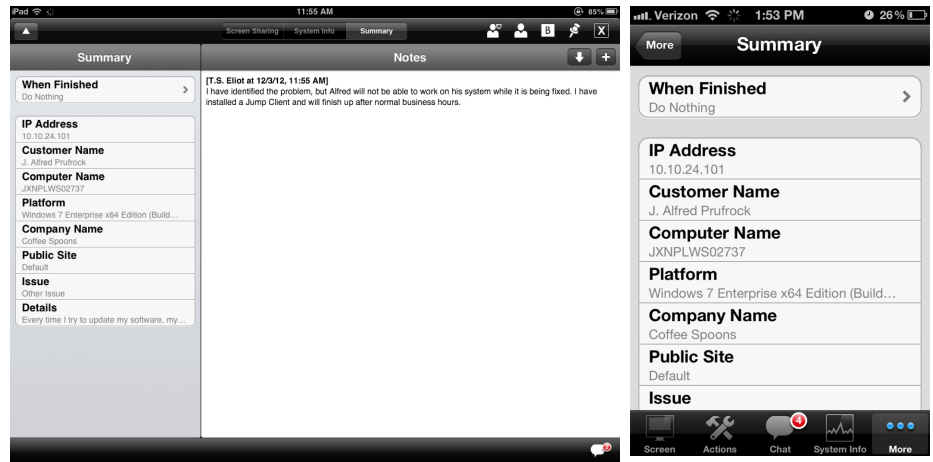 iPad 11:55 AM 85%
Screen Sharing System Info Summary B X
Summary
Notes
When Finished
Do Nothing
IP Address
10.10.24.101
Customer Name
J. Alfred Prufrock
Computer Name
JXNPLWS02737
Platform
Windows 7 Enterprise x64 Edition (Build...
Company Name
Coffee Spoons
Public Site
Default
Issue
Other Issue
Details
Every time I try to update my software, my...
[T.S. Eliot at 12/3/12, 11:55 AM]
I have identified the problem, but Alfred will not be able to work on his system while it is being fixed. I have
installed a Jump Client and will finish up after normal business hours.
2
Verizon 1:53 PM 26%
More Summary
When Finished
Do Nothing
IP Address
10.10.24.101
Customer Name
J. Alfred Prufrock
Computer Name
JXNPLWS02737
Platform
Windows 7 Enterprise x64 Edition (Build...
Company Name
Coffee Spoons
Public Site
Default
Issue
4
Screen Actions Chat System Info More